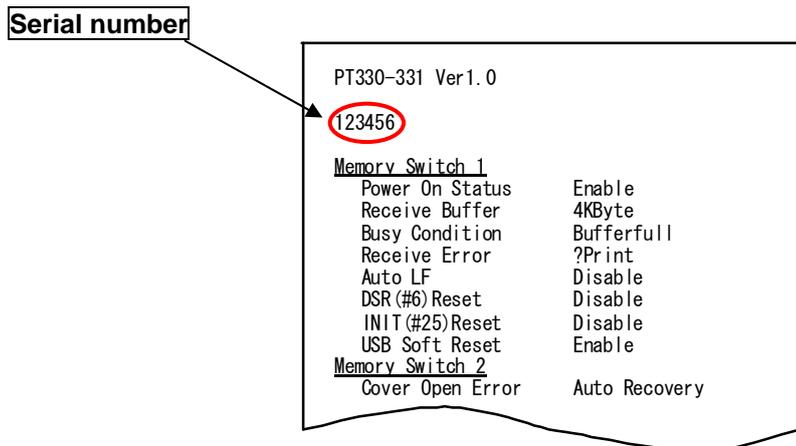 Serial number
PT330-331 Ver1.0
123456
Memory Switch 1
Power On Status Enable
Receive Buffer 4KByte
Busy Condition Bufferfull
Receive Error ?Print
Auto LF Disable
DSR(#6)Reset Disable
INIT(#25)Reset Disable
USB Soft Reset Enable
Memory Switch 2
Cover Open Error Auto Recovery